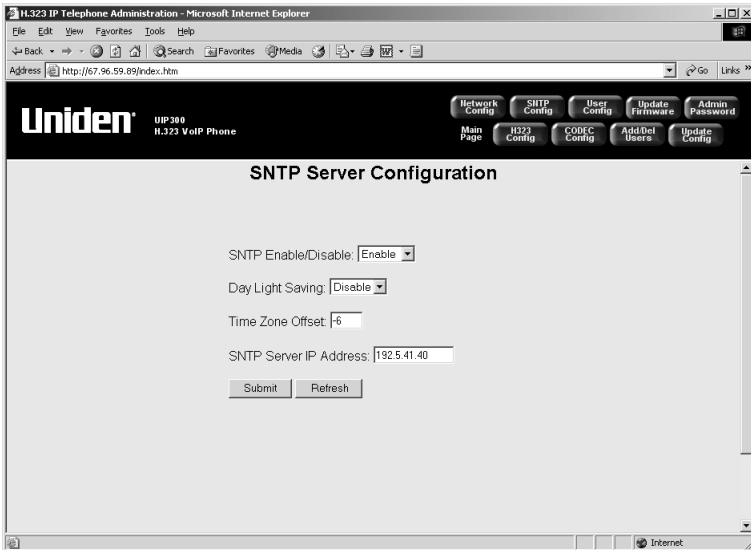 H.323 IP Telephone Administration - Microsoft Internet Explorer
File Edit View Favorites Tools Help
Back Search Favorites Media
Address http://67.96.59.89/index.htm Go Links »
Uniden UIP300
H.323 VoIP Phone
Network Config SNTP Config User Config Update Firmware Admin Password
Main Page H323 Config CODEC Config Add/Del Users Update Config
SNTP Server Configuration
SNTP Enable/Disable: Enable
Day Light Saving: Disable
Time Zone Offset: -6
SNTP Server IP Address: 192.5.41.40
Submit Refresh
Internet